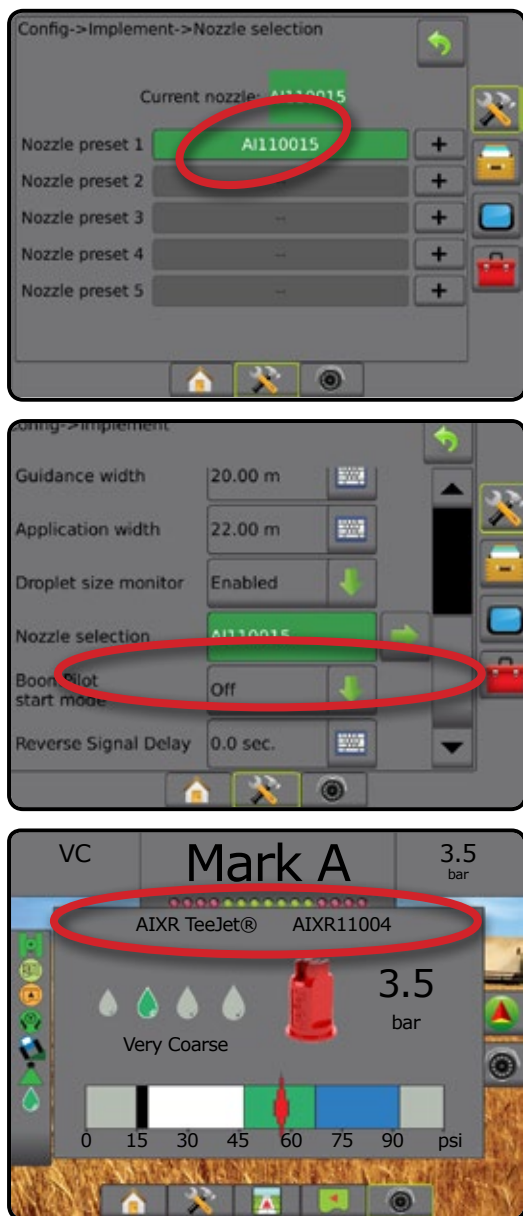 Config->Implement->Nozzle selection
Current nozzle: AI110015
Nozzle preset 1 AI110015 +
Nozzle preset 2 -- +
Nozzle preset 3 -- +
Nozzle preset 4 -- +
Nozzle preset 5 -- +
Config->Implement
Guidance width 20.00 m
Application width 22.00 m
Droplet size monitor Enabled
Nozzle selection AI110015
BoomPilot
start mode Off
Reverse Signal Delay 0.0 sec.
VC Mark A 3.5
bar
AIXR TeeJet® AIXR11004
3.5
bar
Very Coarse
0 15 30 45 60 75 90 psi